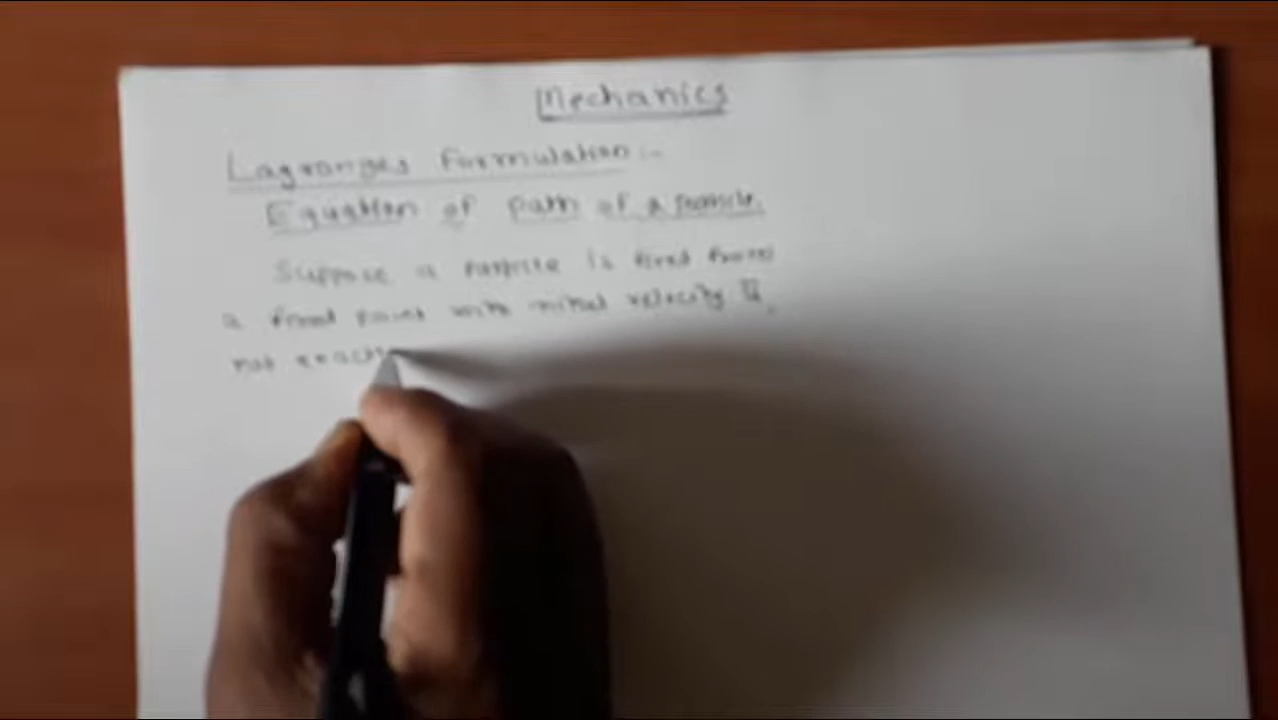 Mechanics
Lagranges Formulation :-
Equation of path of a particle.
Suppose a particle is fired from
a fixed point with initial velocity u,
not exactly